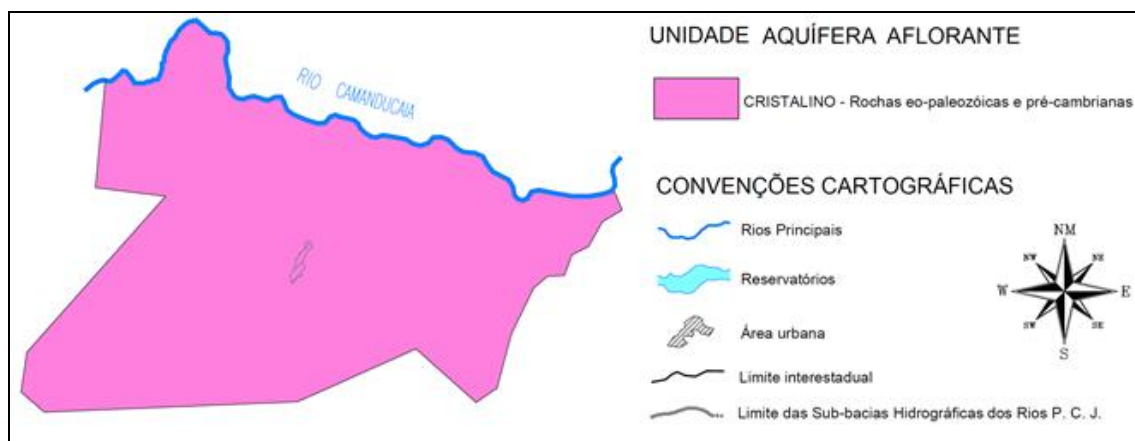 RIO CAMANDUCAIA
UNIDADE AQUÍFERA AFLORANTE
CRISTALINO - Rochas eo-paleozóicas e pré-cambrianas
CONVENÇÕES CARTOGRÁFICAS
Rios Principais
Reservatórios
Área urbana
Limite interestadual
Limite das Sub-bacias Hidrográficas dos Rios P. C. J.
NM
NW NE
W E
SW SE
S